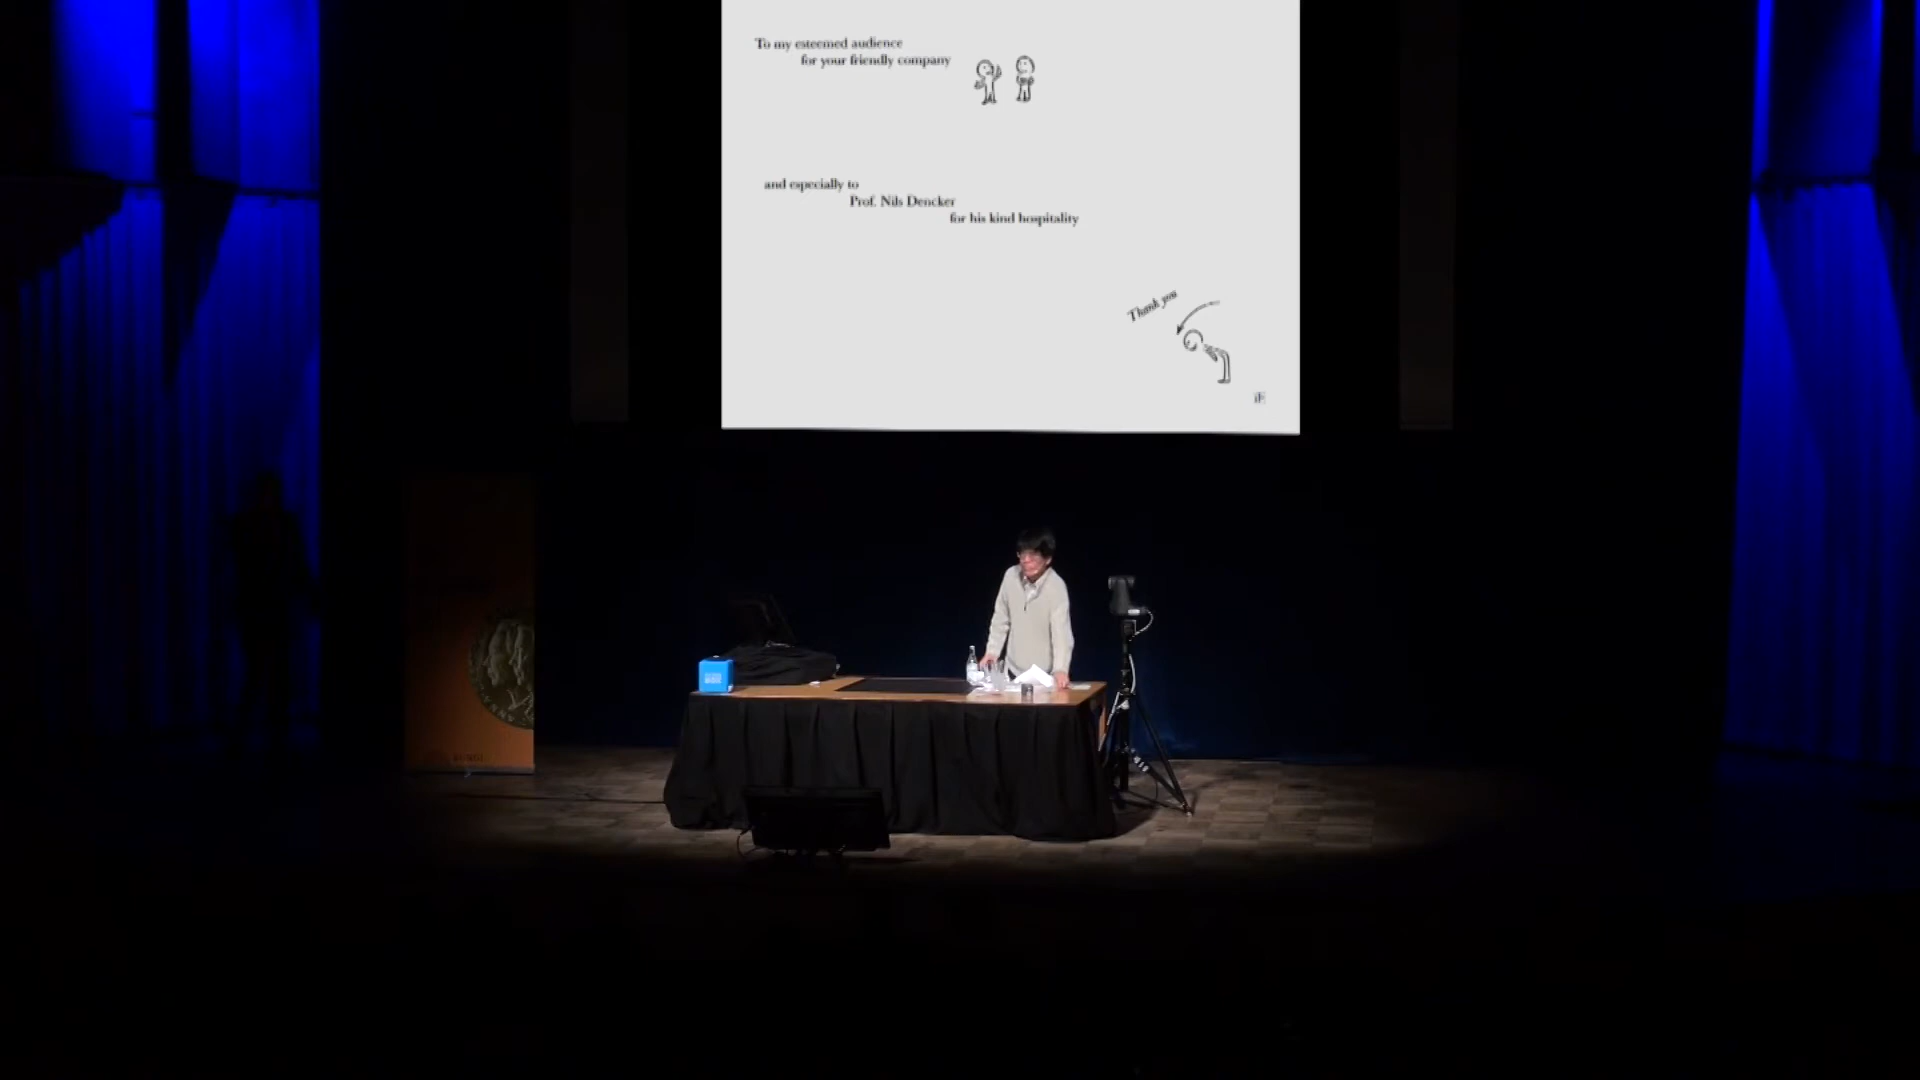 To my esteemed audience
for your friendly company
and especially to
Prof. Nils Dencker
for his kind hospitality
Thank you